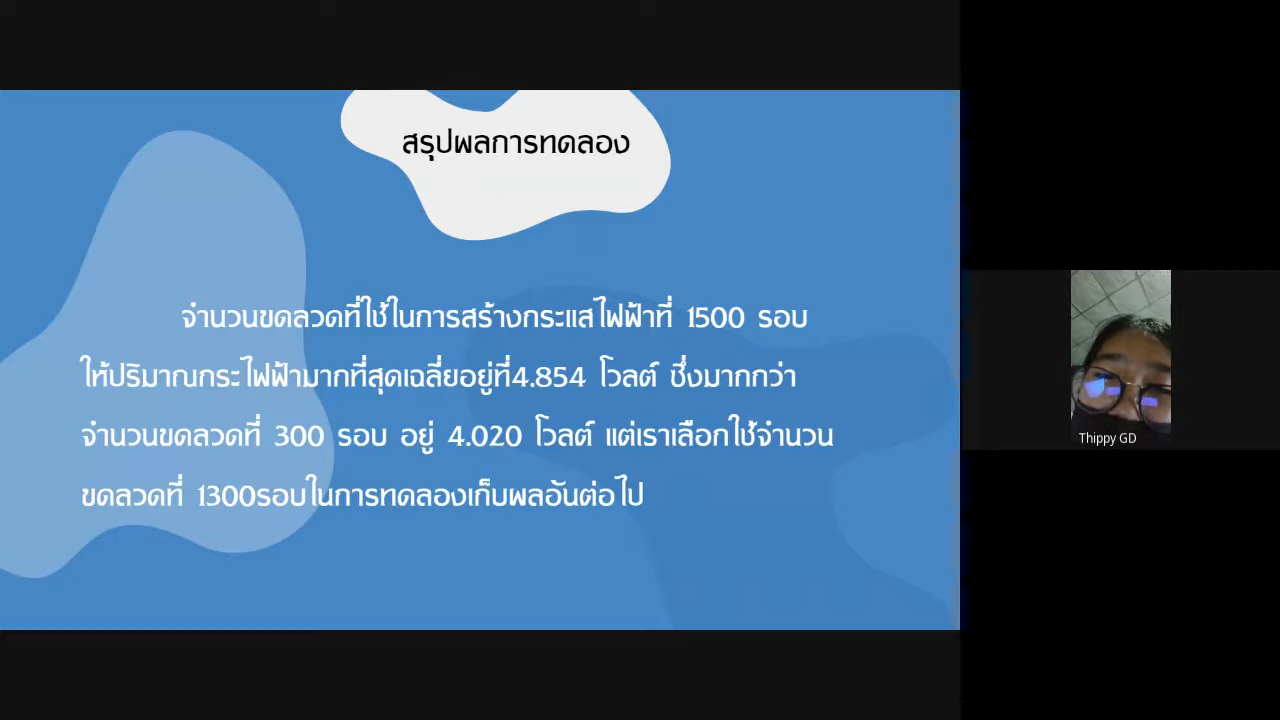 สรุปผลการทดลอง
จำนวนขดลวดที่ใช้ในการสร้างกระแสไฟฟ้าที่ 1500 รอบ
ให้ปริมาณกระไฟฟ้ามากที่สุดเฉลี่ยอยู่ที่4.854 โวลต์ ซึ่งมากกว่า
จำนวนขดลวดที่ 300 รอบ อยู่ 4.020 โวลต์ แต่เราเลือกใช้จำนวน
ขดลวดที่ 1300รอบในการทดลองเก็บผลอันต่อไป
Thippy GD